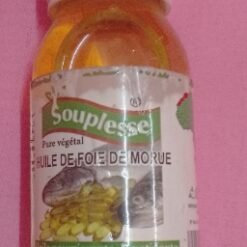 Souplesse
®
Pure végétal
HUILE DE FOIE DE MORUE